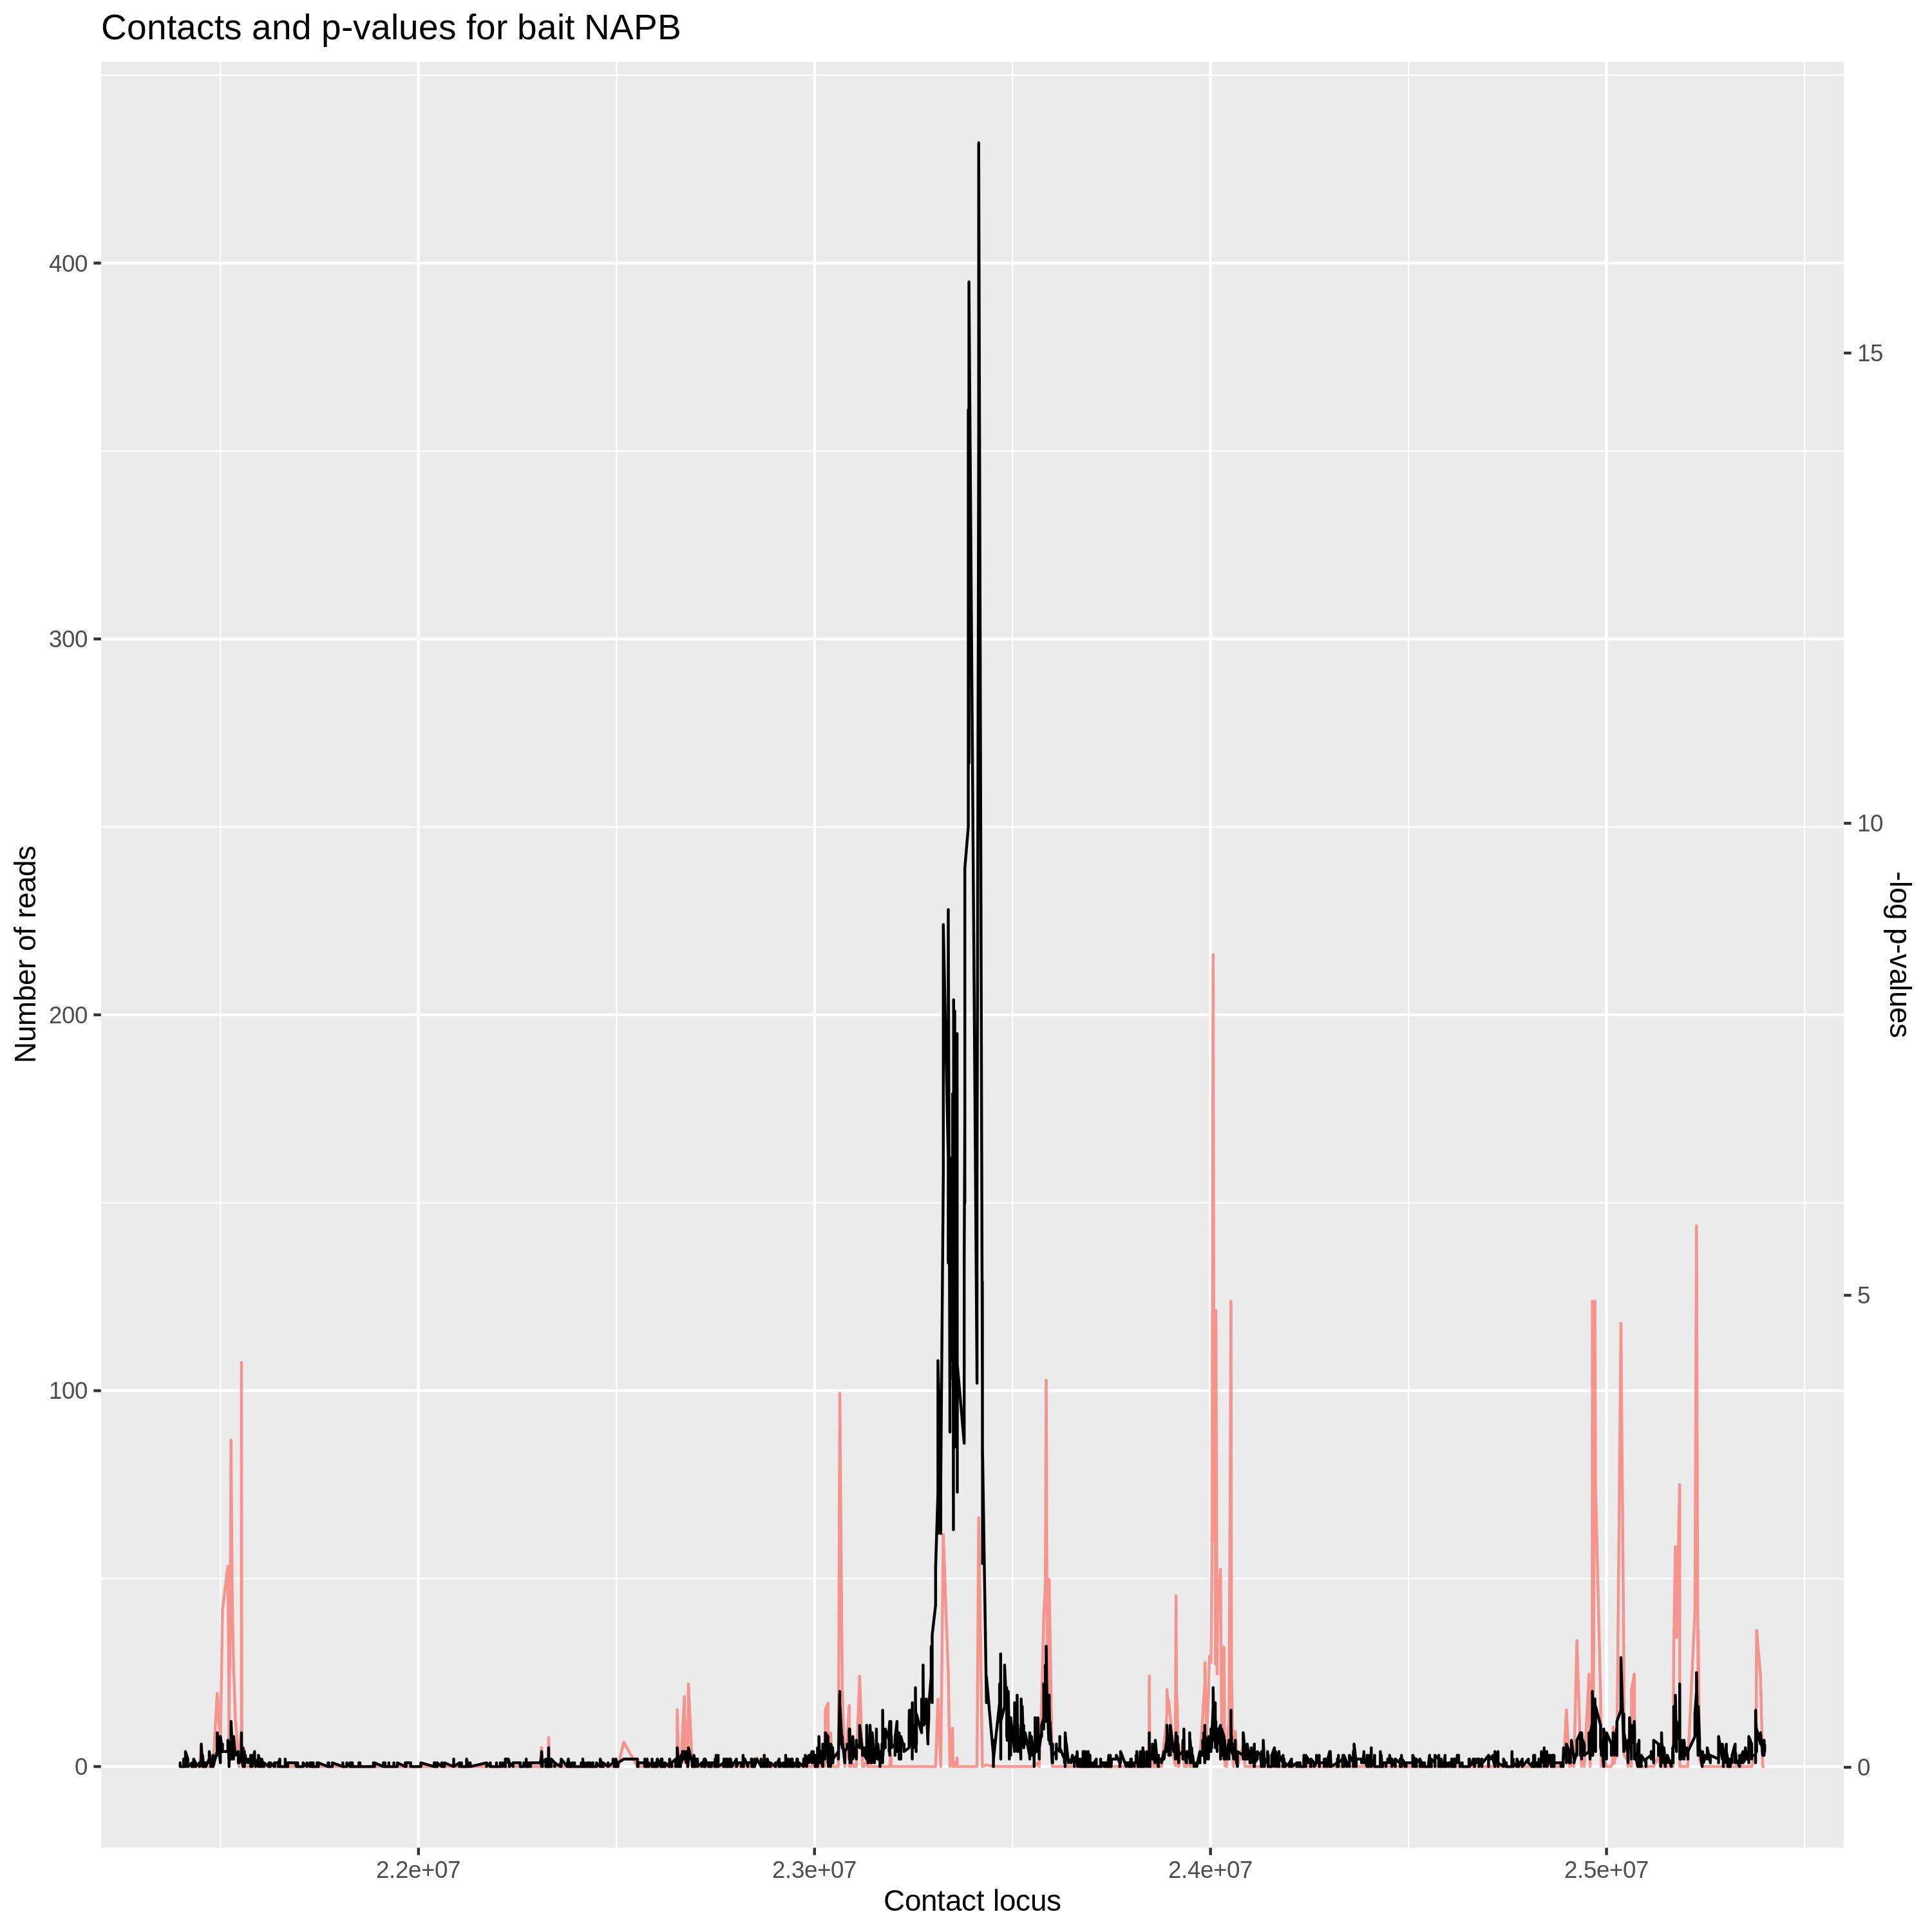 Contacts and p-values for bait NAPB
Number of reads
400
300
200
100
0
15
10
5
0
-log p-values
2.2e+07
2.3e+07
2.4e+07
2.5e+07
Contact locus